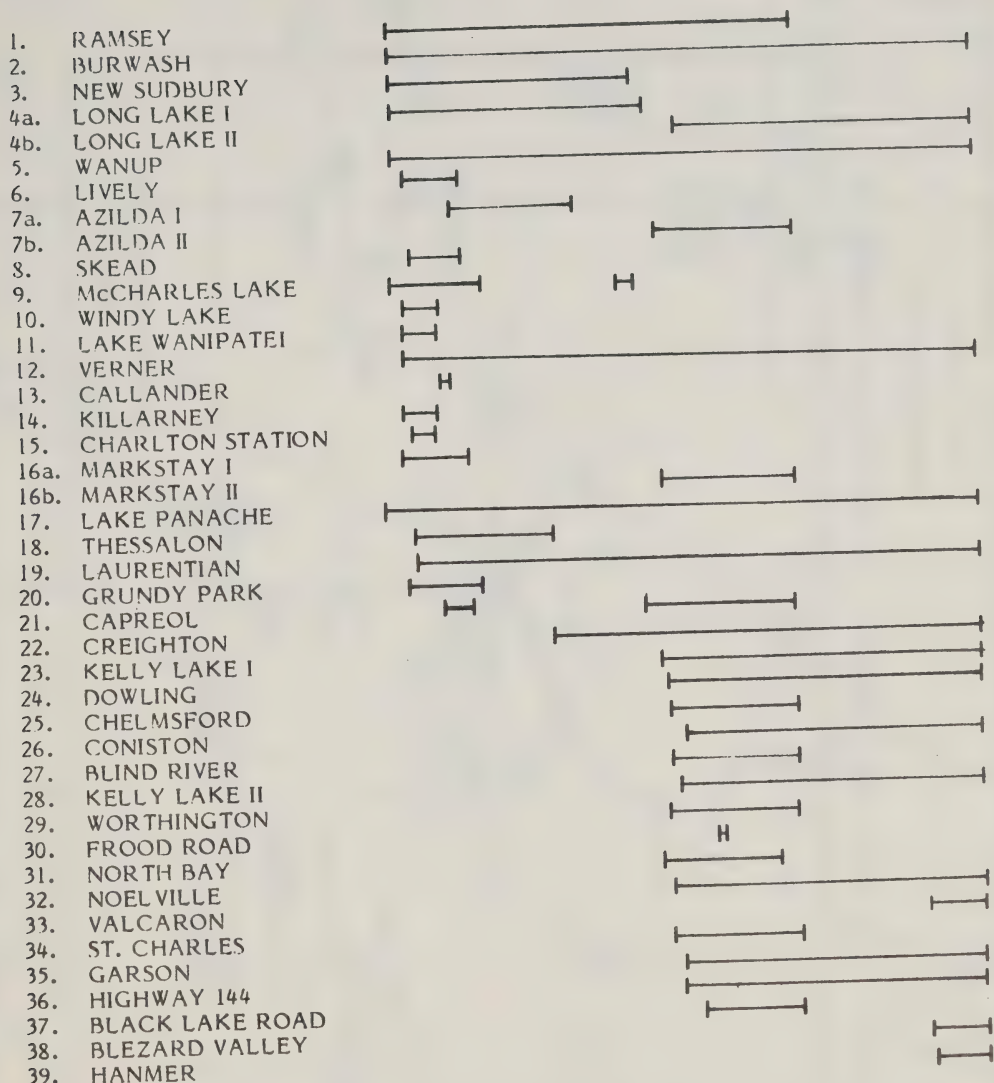 1. RAMSEY
2. BURWASH
3. NEW SUDBURY
4a. LONG LAKE I
4b. LONG LAKE II
5. WANUP
6. LIVELY
7a. AZILDA I
7b. AZILDA II
8. SKEAD
9. McCHARLES LAKE
10. WINDY LAKE
11. LAKE WANIPATEI
12. VERNER
13. CALLANDER
14. KILLARNEY
15. CHARLTON STATION
16a. MARKSTAY I
16b. MARKSTAY II
17. LAKE PANACHE
18. THESSALON
19. LAURENTIAN
20. GRUNDY PARK
21. CAPREOL
22. CREIGHTON
23. KELLY LAKE I
24. DOWLING
25. CHELMSFORD
26. CONISTON
27. BLIND RIVER
28. KELLY LAKE II
29. WORTHINGTON
30. FROOD ROAD
31. NORTH BAY
32. NOELVILLE
33. VALCARON
34. ST. CHARLES
35. GARSON
36. HIGHWAY 144
37. BLACK LAKE ROAD
38. BLEZARD VALLEY
39. HANMER